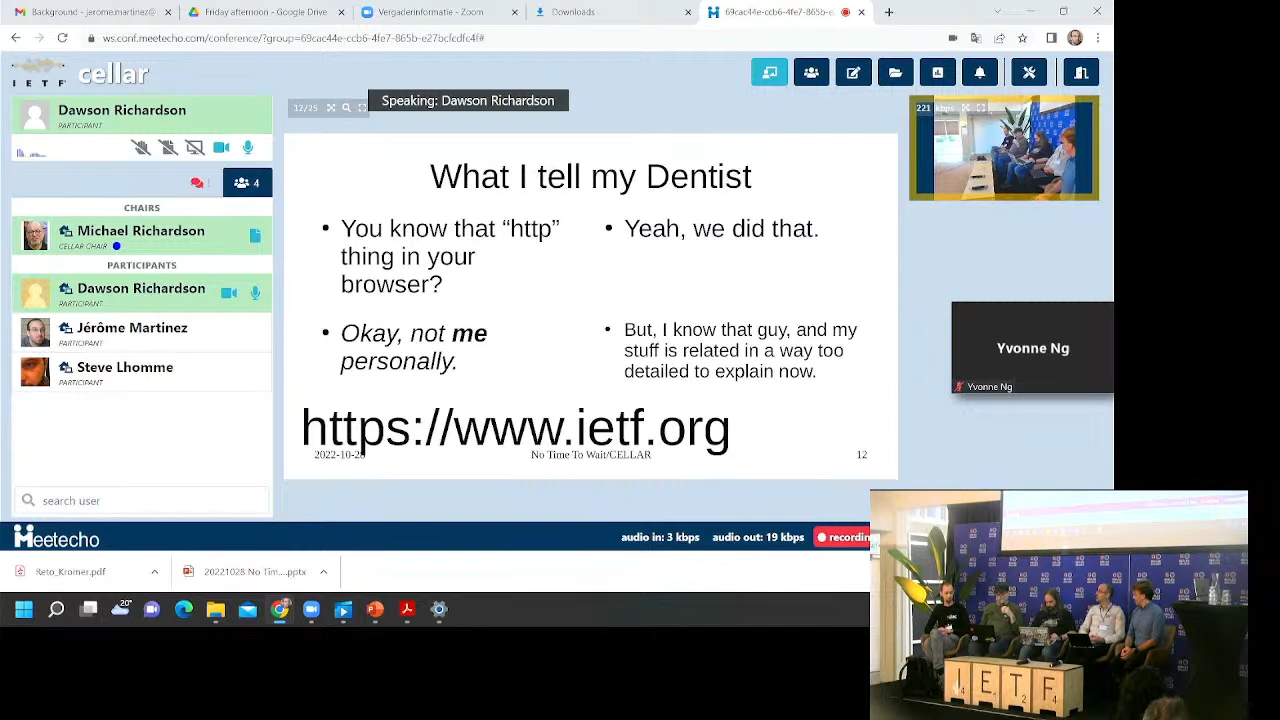 Background - jerome.martinez@
Friday afternoon - Google Drive
Vergaderinformatie - Zoom
Downloads
69cac44e-ccb6-4fe7-865b-e
ws.conf.meetecho.com/conference/?group=69cac44e-ccb6-4fe7-865b-e27bcfcdfc4f#
IETF
cellar
Dawson Richardson
PARTICIPANT
4
CHAIRS
Michael Richardson
CELLAR CHAIR
PARTICIPANTS
Dawson Richardson
PARTICIPANT
Jérôme Martinez
PARTICIPANT
Steve Lhomme
PARTICIPANT
search user
12/25
Speaking: Dawson Richardson
What I tell my Dentist
• You know that “http”
thing in your
browser?
• Okay, not me
personally.
• Yeah, we did that.
• But, I know that guy, and my
stuff is related in a way too
detailed to explain now.
https://www.ietf.org
2022-10-28
No Time To Wait/CELLAR
12
221 kbps
Yvonne Ng
Yvonne Ng
Meetecho
audio in: 3 kbps
audio out: 19 kbps
recordin
Reto_Kromer.pdf
20221028 No Tim....pptx
20°
I E T F